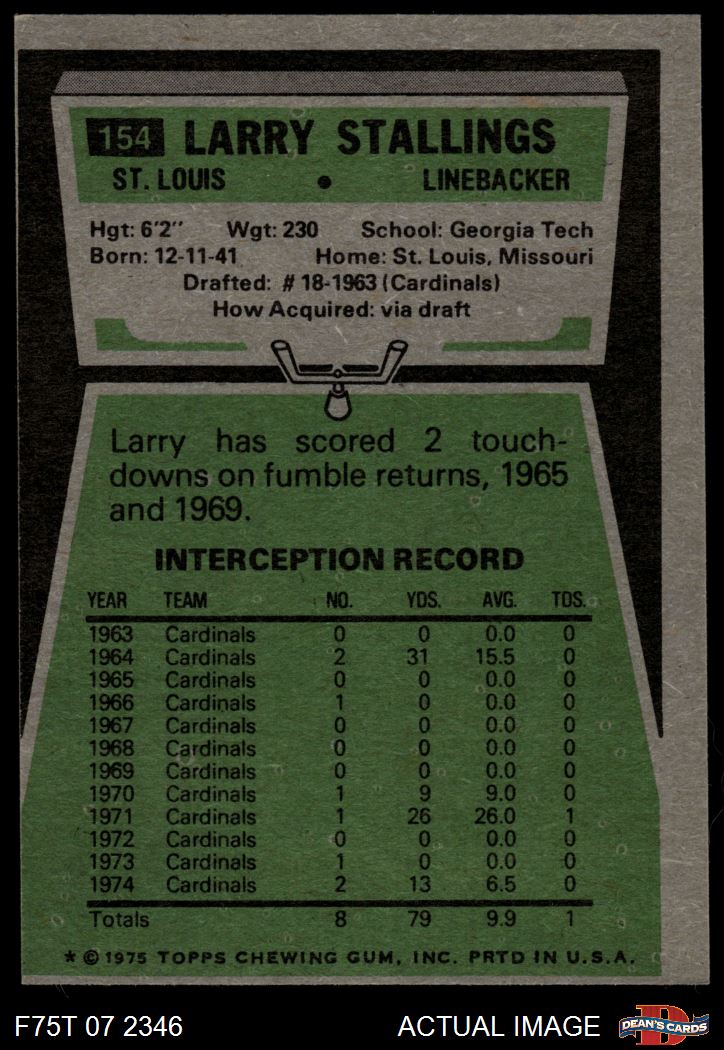 154 LARRY STALLINGS
ST. LOUIS • LINEBACKER
Hgt: 6'2" Wgt: 230 School: Georgia Tech
Born: 12-11-41 Home: St. Louis, Missouri
Drafted: #18-1963 (Cardinals)
How Acquired: via draft
Larry has scored 2 touch-
downs on fumble returns, 1965
and 1969.
INTERCEPTION RECORD
YEAR TEAM NO. YDS. AVG. TDS.
1963 Cardinals 0 0 0.0 0
1964 Cardinals 2 31 15.5 0
1965 Cardinals 0 0 0.0 0
1966 Cardinals 1 0 0.0 0
1967 Cardinals 0 0 0.0 0
1968 Cardinals 0 0 0.0 0
1969 Cardinals 0 0 0.0 0
1970 Cardinals 1 9 9.0 0
1971 Cardinals 1 26 26.0 1
1972 Cardinals 0 0 0.0 0
1973 Cardinals 1 0 0.0 0
1974 Cardinals 2 13 6.5 0
Totals 8 79 9.9 1
* © 1975 TOPPS CHEWING GUM, INC. PRTD IN U.S.A.
F75T 07 2346 ACTUAL IMAGE D DEAN'S CARDS